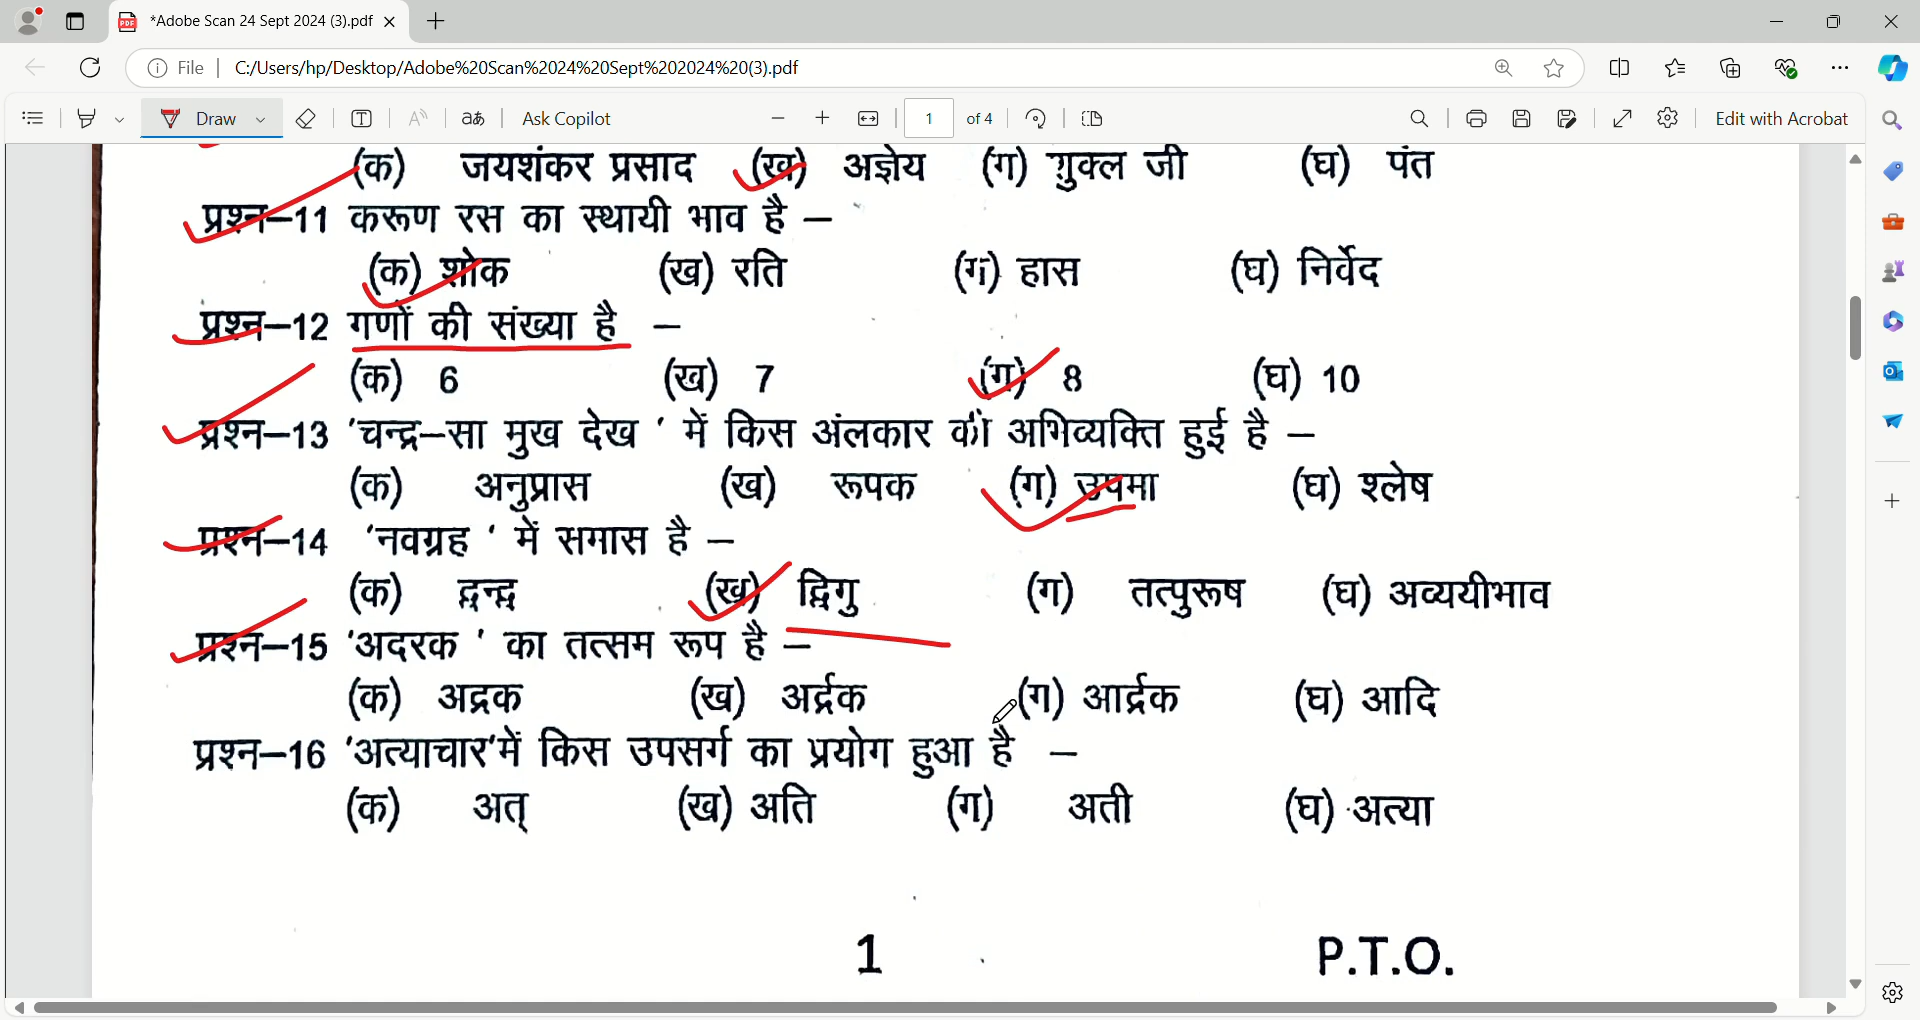 *Adobe Scan 24 Sept 2024 (3).pdf
File C:/Users/hp/Desktop/Adobe%20Scan%2024%20Sept%202024%20(3).pdf
Draw Ask Copilot 1 of 4 Edit with Acrobat
(क) जयशंकर प्रसाद (ख) अज्ञेय (ग) शुक्ल जी (घ) पंत
प्रश्न–11 करूण रस का स्थायी भाव है –
(क) शोक (ख) रति (ग) हास (घ) निर्वेद
प्रश्न–12 गणों की संख्या है –
(क) 6 (ख) 7 (ग) 8 (घ) 10
प्रश्न–13 'चन्द्र–सा मुख देख ' में किस अंलकार की अभिव्यक्ति हुई है –
(क) अनुप्रास (ख) रूपक (ग) उपमा (घ) श्लेष
प्रश्न–14 'नवग्रह ' में समास है –
(क) द्वन्द्व (ख) द्विगु (ग) तत्पुरूष (घ) अव्ययीभाव
प्रश्न–15 'अदरक ' का तत्सम रूप है –
(क) अद्रक (ख) अर्द्रक (ग) आर्द्रक (घ) आदि
प्रश्न–16 'अत्याचार'में किस उपसर्ग का प्रयोग हुआ है –
(क) अत् (ख) अति (ग) अती (घ) अत्या
1 P.T.O.